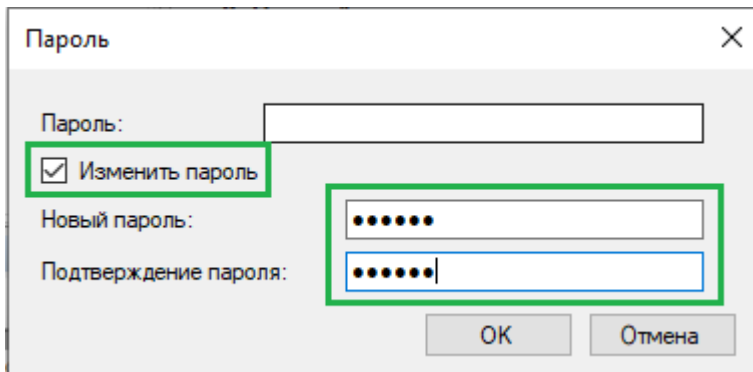 Пароль
Пароль:
Изменить пароль
Новый пароль: ●●●●●●
Подтверждение пароля: ●●●●●●
OK Отмена